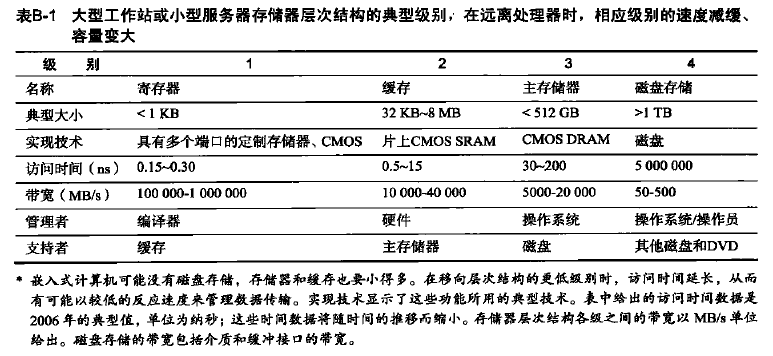 表B-1 大型工作站或小型服务器存储器层次结构的典型级别，在远离处理器时，相应级别的速度减缓、
容量变大
级 别 1 2 3 4
名称 寄存器 缓存 主存储器 磁盘存储
典型大小 < 1 KB 32 KB~8 MB < 512 GB >1 TB
实现技术 具有多个端口的定制存储器、CMOS 片上CMOS SRAM CMOS DRAM 磁盘
访问时间（ns） 0.15~0.30 0.5~15 30~200 5 000 000
带宽（MB/s） 100 000-1 000 000 10 000-40 000 5000-20 000 50-500
管理者 编译器 硬件 操作系统 操作系统/操作员
支持者 缓存 主存储器 磁盘 其他磁盘和DVD
* 嵌入式计算机可能没有磁盘存储，存储器和缓存也要小得多。在移向层次结构的更低级别时，访问时间延长，从而
有可能以较低的反应速度来管理数据传输。实现技术显示了这些功能所用的典型技术。表中给出的访问时间数据是
2006年的典型值，单位为纳秒；这些时间数据将随时间的推移而缩小。存储器层次结构各级之间的带宽以 MB/s 单位
给出。磁盘存储的带宽包括介质和缓冲接口的带宽。